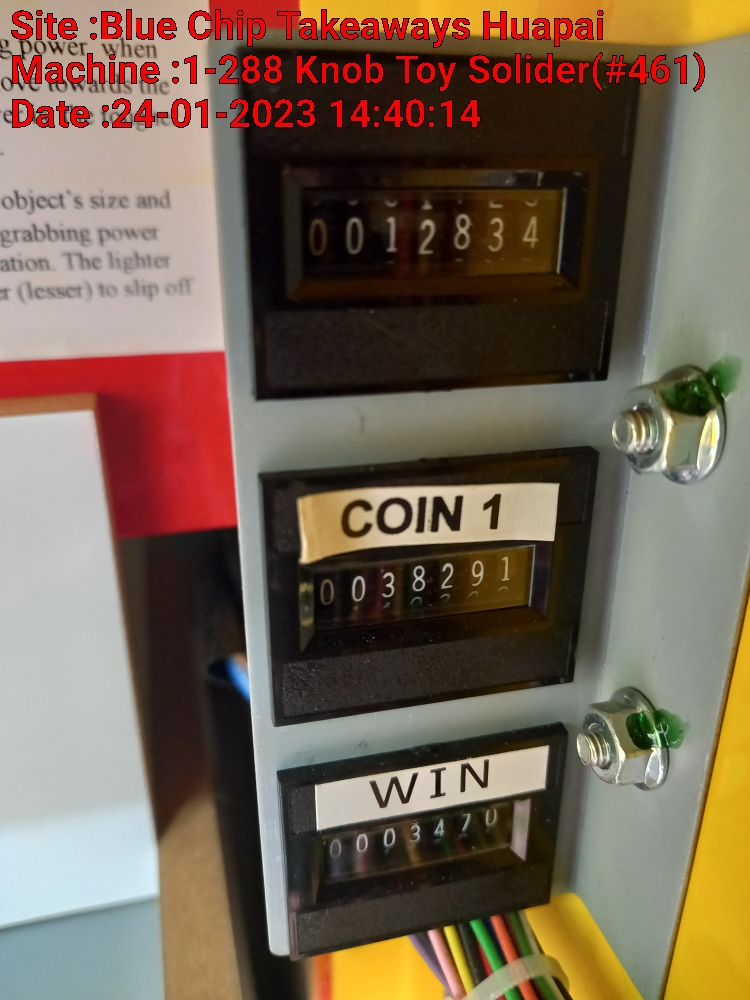 Site :Blue Chip Takeaways Huapai
Machine :1-288 Knob Toy Solider(#461)
Date :24-01-2023 14:40:14
power, when
towards the
object's size and
grabbing power
ation. The lighter
(lesser) to slip off
0012834
COIN 1
0038291
WIN
0003470